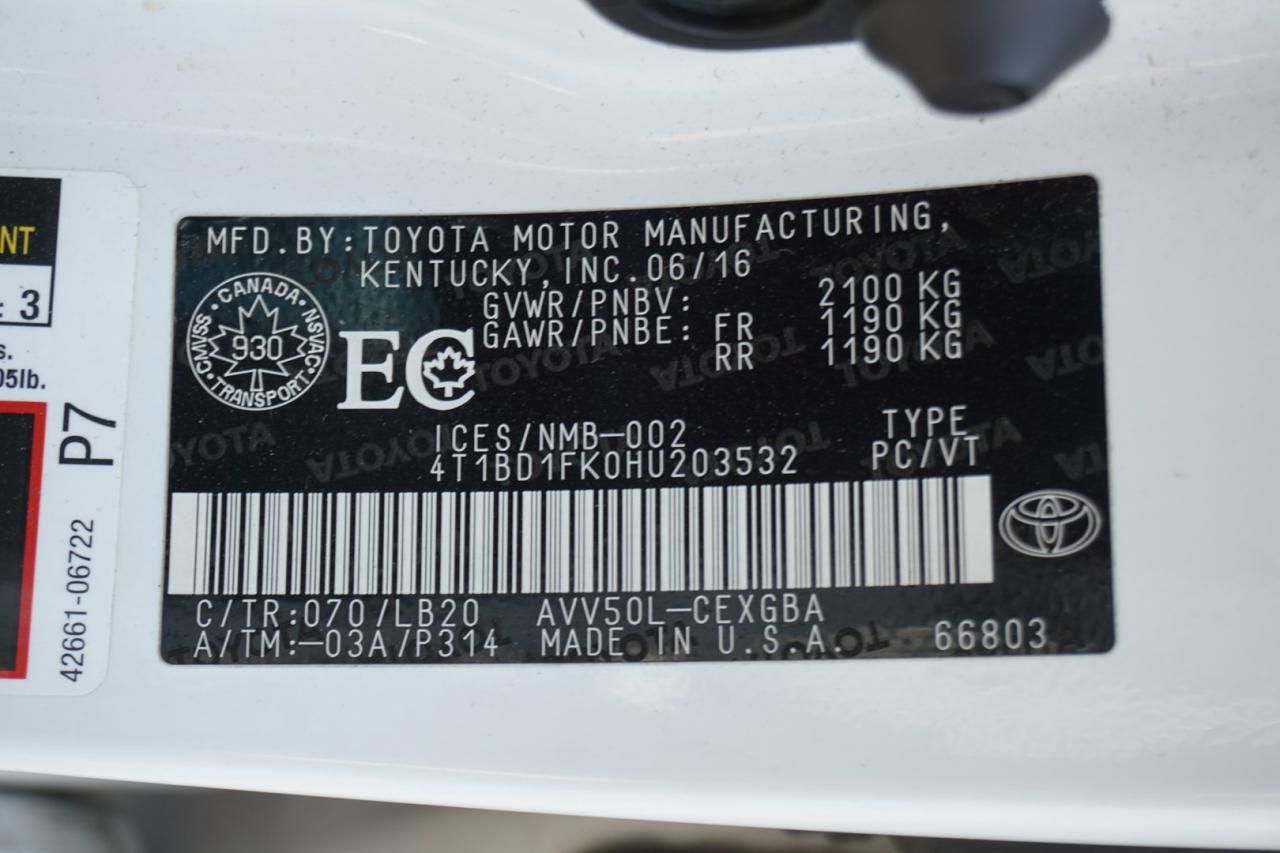 NT
: 3
s.
05lb.
P7
42661-06722
MFD.BY:TOYOTA MOTOR MANUFACTURING,
KENTUCKY,INC.06/16
GVWR/PNBV: 2100 KG
GAWR/PNBE: FR 1190 KG
RR 1190 KG
CANADA
CMVSS NSVAC
930
TRANSPORT
EC
ICES/NMB-002 TYPE
4T1BD1FK0HU203532 PC/VT
C/TR:070/LB20 AVV50L-CEXGBA
A/TM:-03A/P314 MADE IN U.S.A. 66803